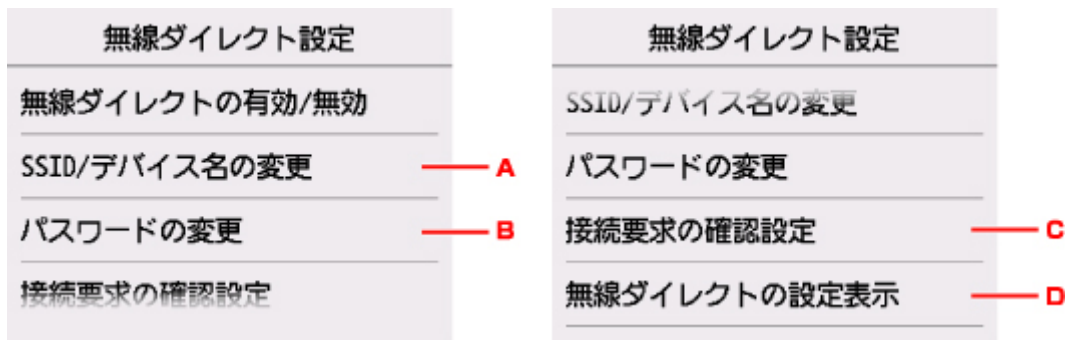 無線ダイレクト設定
無線ダイレクトの有効/無効
SSID/デバイス名の変更
A
パスワードの変更
B
接続要求の確認設定
無線ダイレクト設定
SSID/デバイス名の変更
パスワードの変更
接続要求の確認設定
C
無線ダイレクトの設定表示
D